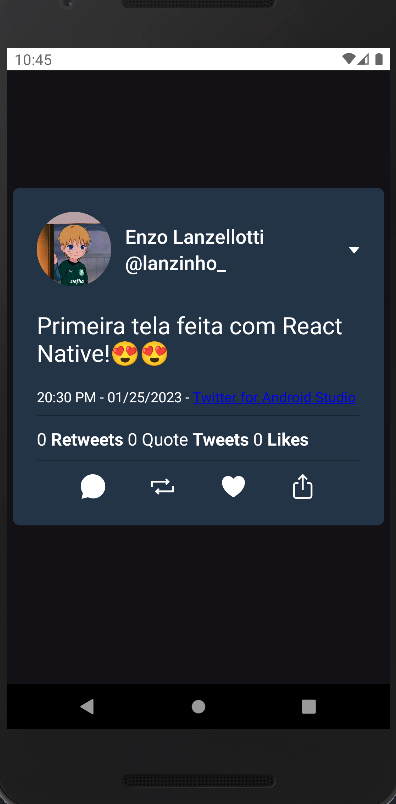 10:45
Enzo Lanzellotti
@lanzinho_
Primeira tela feita com React
Native!😍😍
20:30 PM - 01/25/2023 - Twitter for Android Studio
0 Retweets 0 Quote Tweets 0 Likes